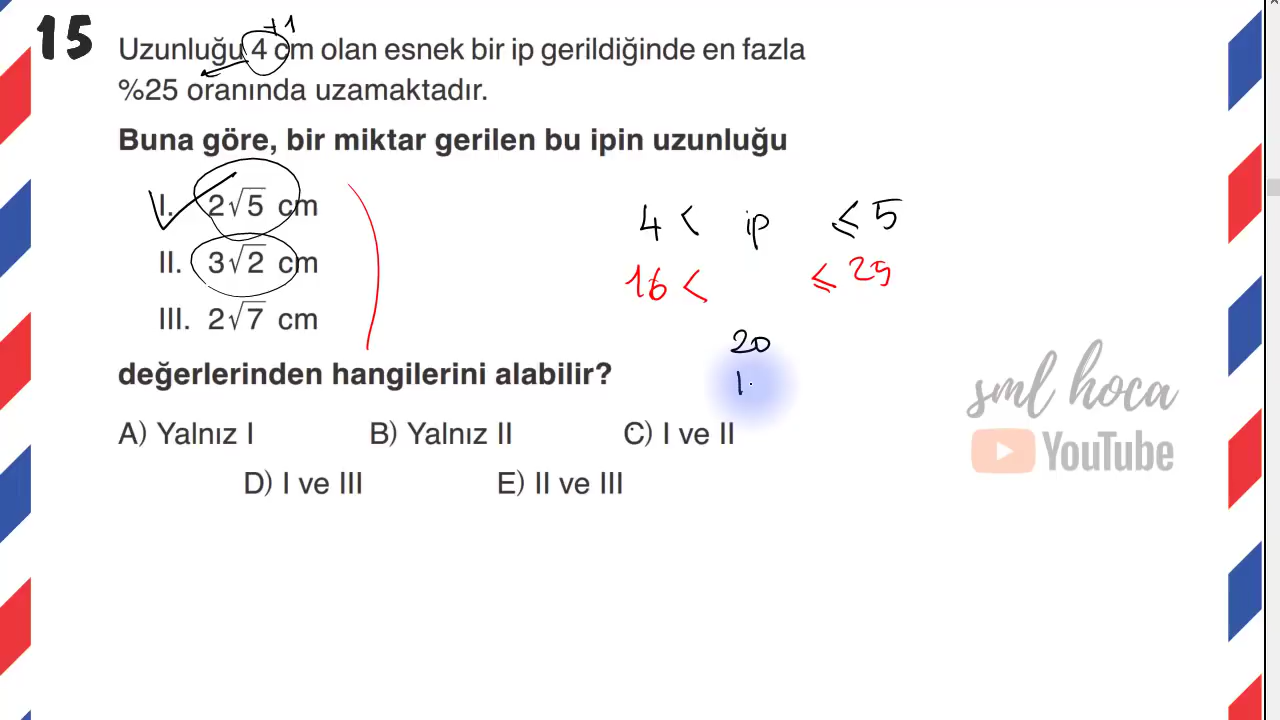 15
+1
Uzunluğu 4 cm olan esnek bir ip gerildiğinde en fazla
%25 oranında uzamaktadır.
Buna göre, bir miktar gerilen bu ipin uzunluğu
I. 2√5 cm
II. 3√2 cm
III. 2√7 cm
4 < ip ≤ 5
16 < ≤ 25
20
1
değerlerinden hangilerini alabilir?
A) Yalnız I B) Yalnız II C) I ve II
D) I ve III E) II ve III
sml hoca
YouTube